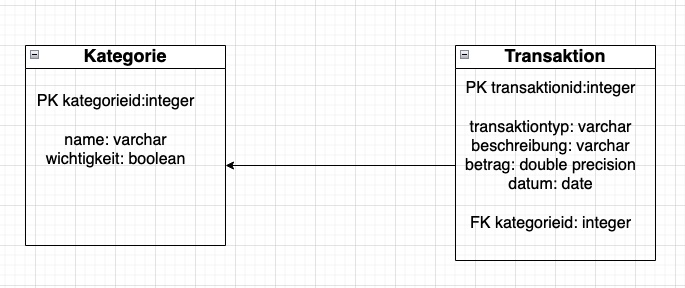 Kategorie
PK kategorieid:integer
name: varchar
wichtigkeit: boolean
Transaktion
PK transaktionid:integer
transaktiontyp: varchar
beschreibung: varchar
betrag: double precision
datum: date
FK kategorieid: integer